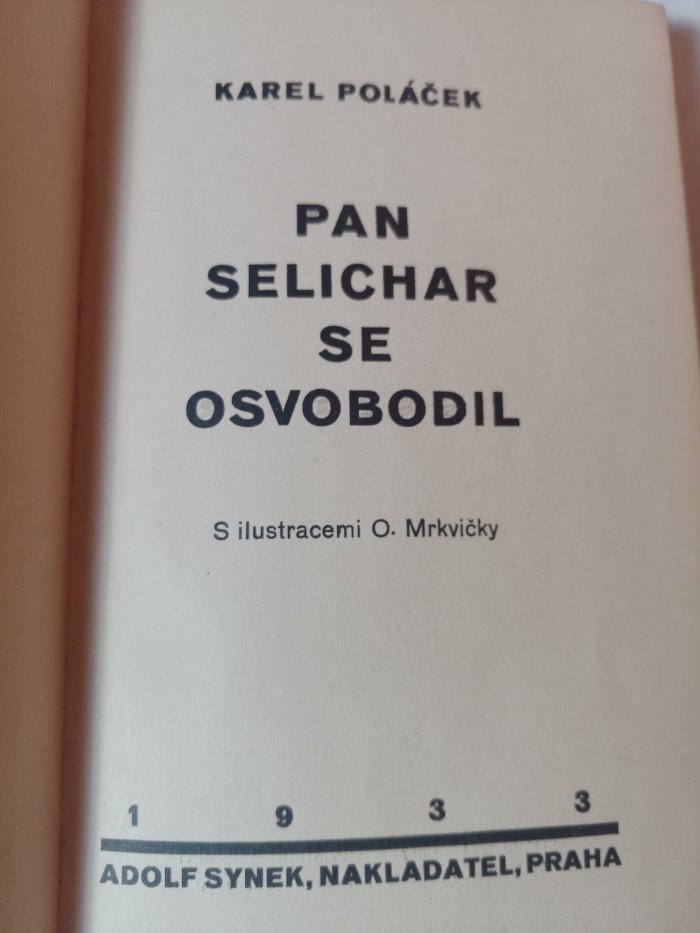 KAREL POLÁČEK
PAN
SELICHAR
SE
OSVOBODIL
S ilustracemi O. Mrkvičky
1 9 3 3
ADOLF SYNEK, NAKLADATEL, PRAHA